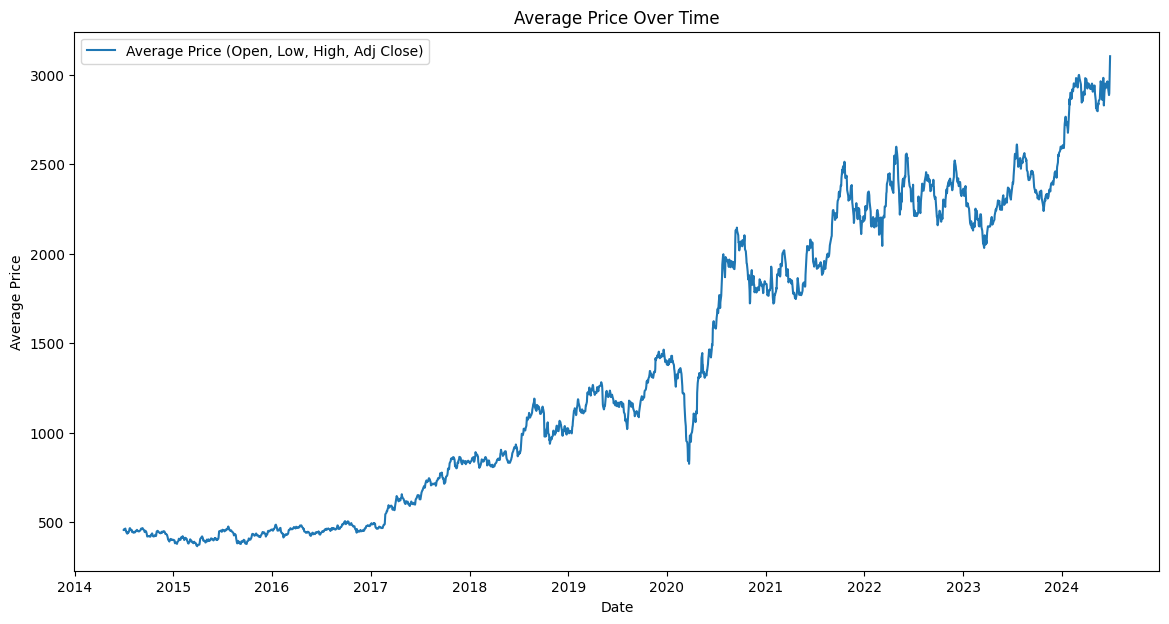 Average Price Over Time
Average Price (Open, Low, High, Adj Close)
3000
2500
2000
1500
1000
500
Average Price
2014 2015 2016 2017 2018 2019 2020 2021 2022 2023 2024
Date